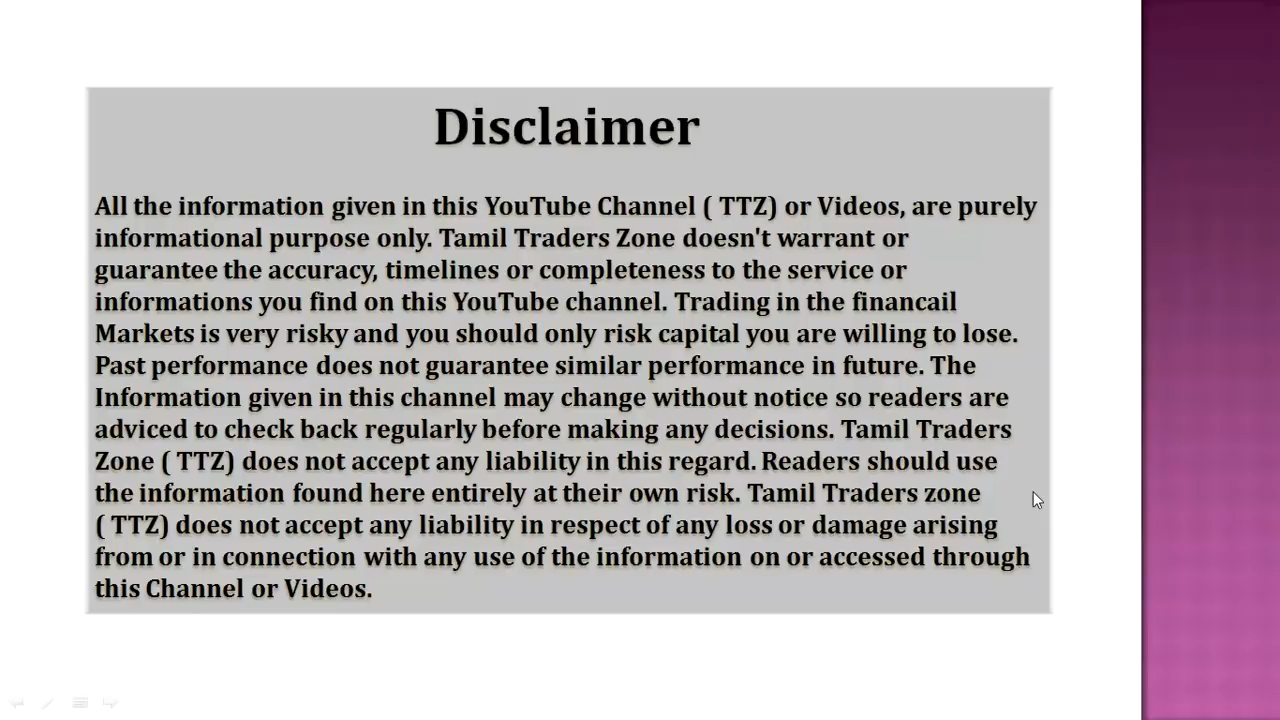 Disclaimer
All the information given in this YouTube Channel ( TTZ) or Videos, are purely
informational purpose only. Tamil Traders Zone doesn't warrant or
guarantee the accuracy, timelines or completeness to the service or
informations you find on this YouTube channel. Trading in the financail
Markets is very risky and you should only risk capital you are willing to lose.
Past performance does not guarantee similar performance in future. The
Information given in this channel may change without notice so readers are
adviced to check back regularly before making any decisions. Tamil Traders
Zone ( TTZ) does not accept any liability in this regard. Readers should use
the information found here entirely at their own risk. Tamil Traders zone
( TTZ) does not accept any liability in respect of any loss or damage arising
from or in connection with any use of the information on or accessed through
this Channel or Videos.